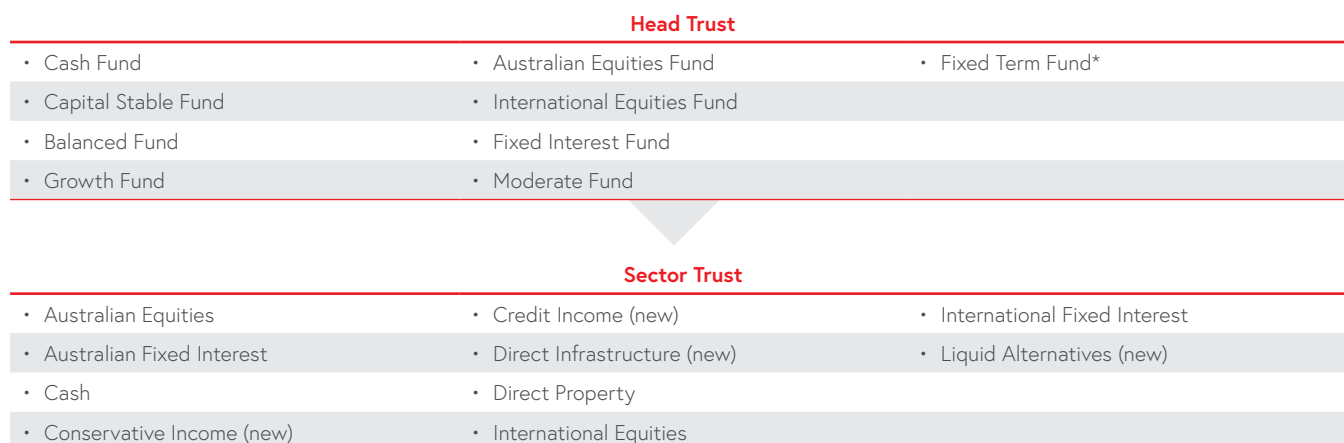 Head Trust
• Cash Fund • Australian Equities Fund • Fixed Term Fund*
• Capital Stable Fund • International Equities Fund
• Balanced Fund • Fixed Interest Fund
• Growth Fund • Moderate Fund
Sector Trust
• Australian Equities • Credit Income (new) • International Fixed Interest
• Australian Fixed Interest • Direct Infrastructure (new) • Liquid Alternatives (new)
• Cash • Direct Property
• Conservative Income (new) • International Equities